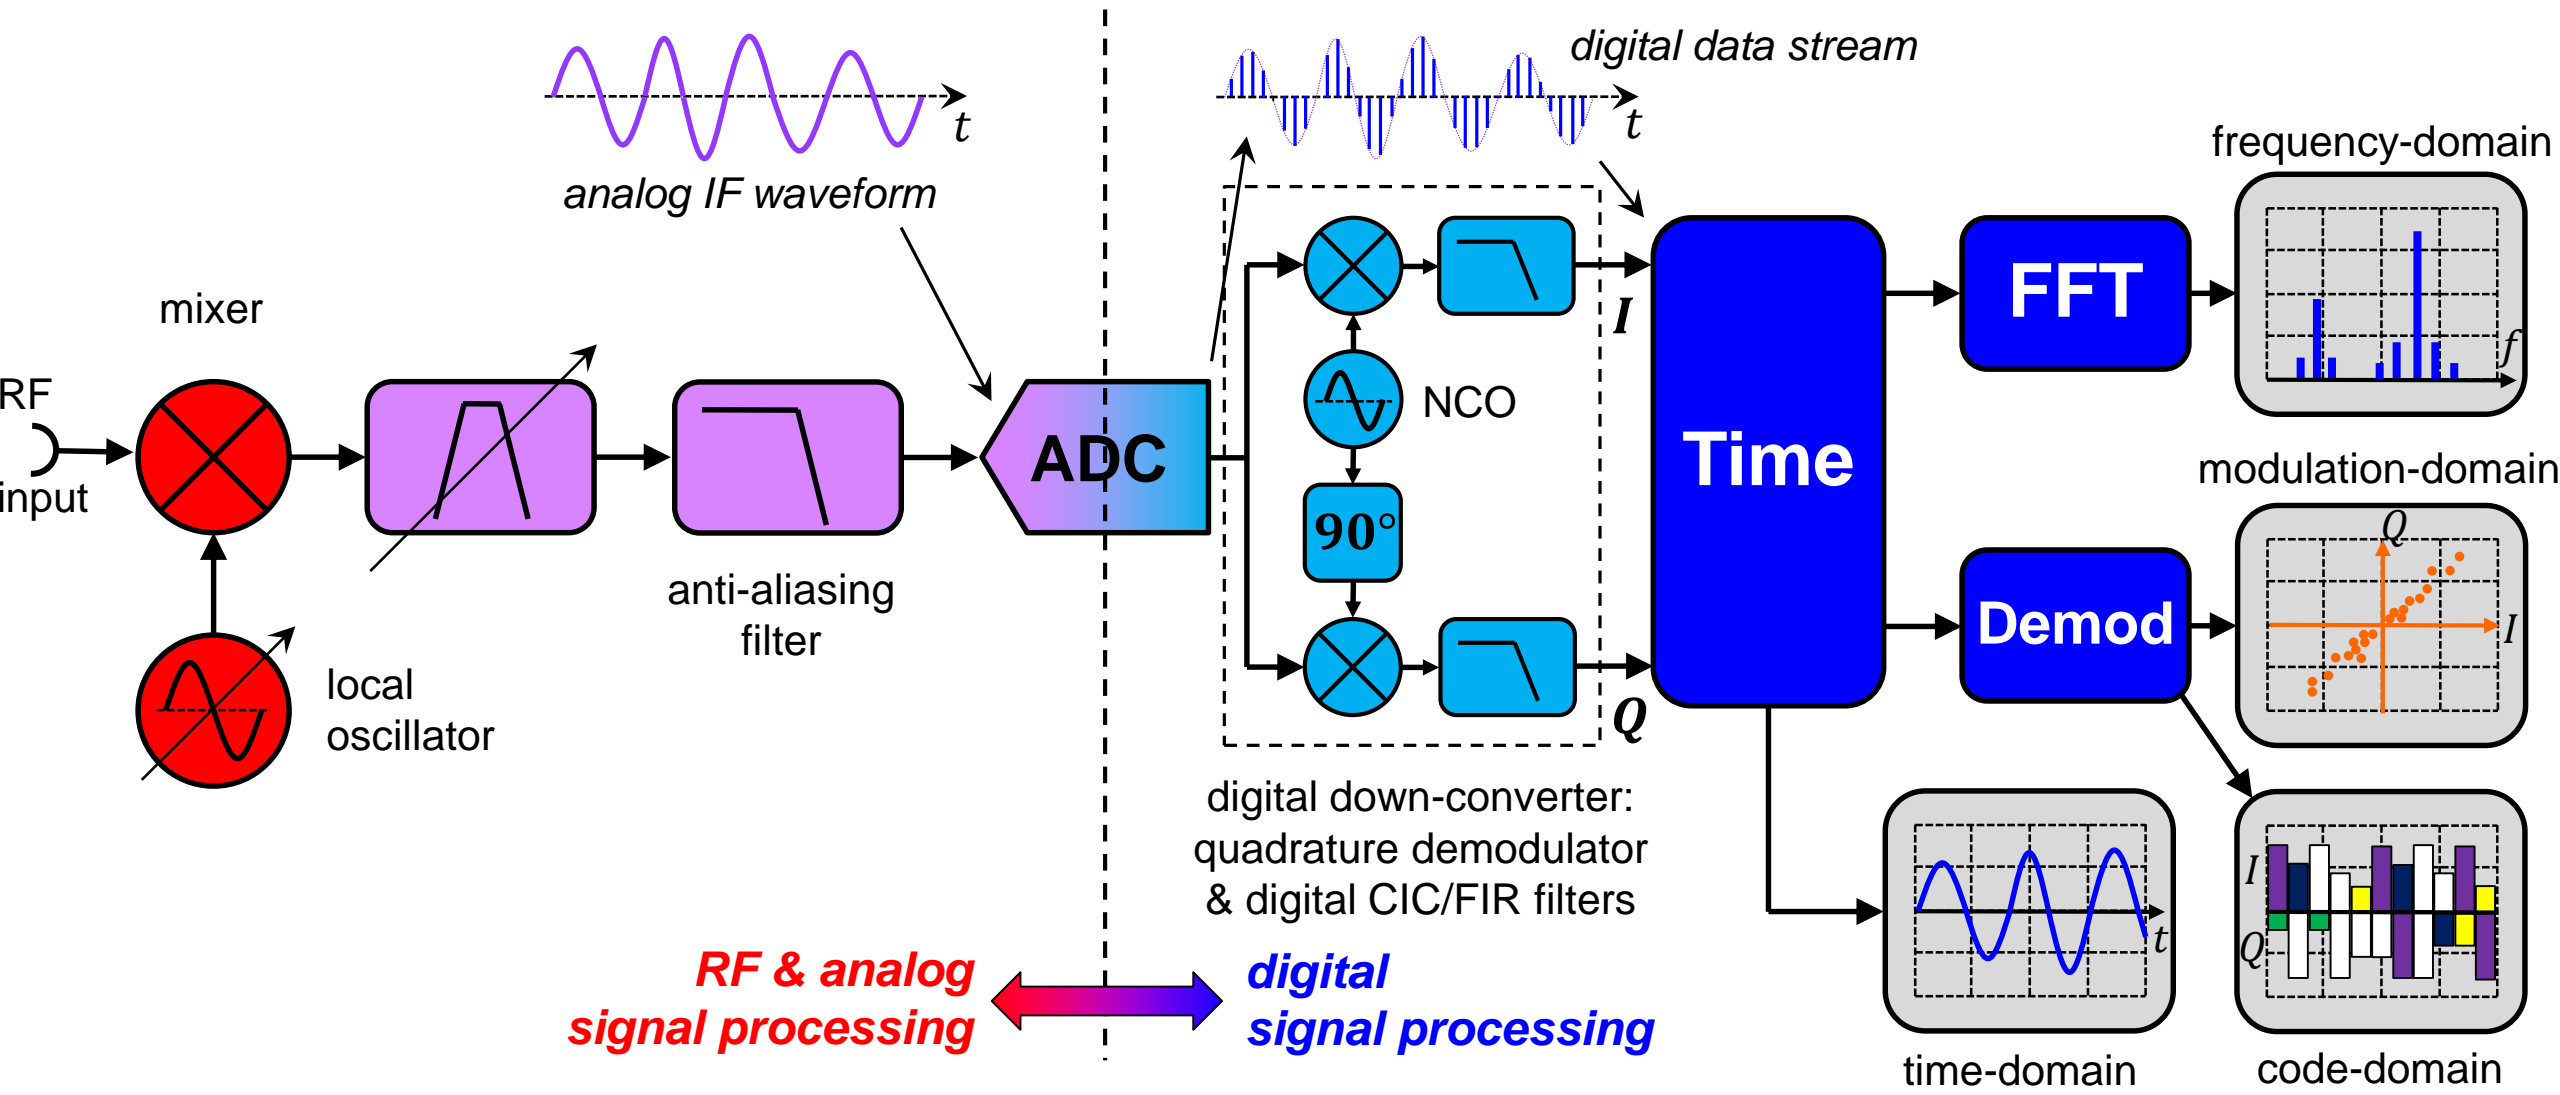 digital data stream
t
t
analog IF waveform
frequency-domain
mixer
RF
input
I
FFT
f
NCO
ADC
Time
90°
modulation-domain
Q
I
Demod
anti-aliasing
filter
local
oscillator
Q
digital down-converter:
quadrature demodulator
& digital CIC/FIR filters
I
Q
t
RF & analog
signal processing
digital
signal processing
time-domain
code-domain